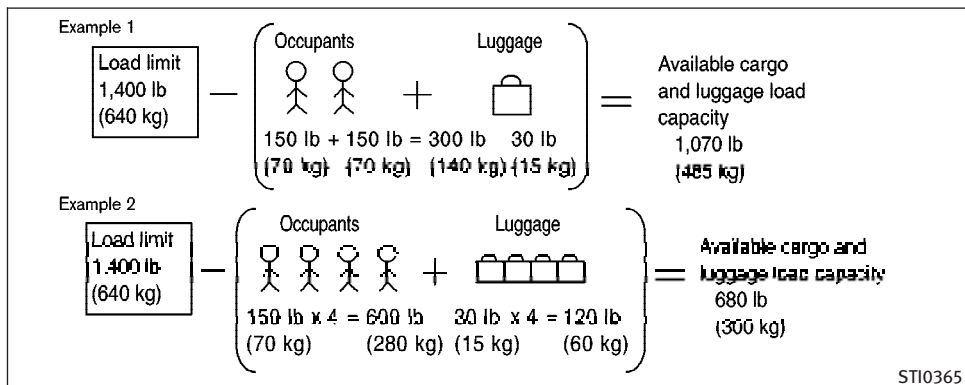 Example 1
Load limit
1,400 lb
(640 kg)
Occupants
Luggage
150 lb + 150 lb = 300 lb 30 lb
(70 kg) (70 kg) (140 kg) (15 kg)
Available cargo
and luggage load
capacity
1,070 lb
(485 kg)
Example 2
Load limit
1,400 lb
(640 kg)
Occupants
Luggage
150 lb x 4 = 600 lb 30 lb x 4 = 120 lb
(70 kg) (280 kg) (15 kg) (60 kg)
Available cargo and
luggage load capacity
680 lb
(300 kg)
STI0365